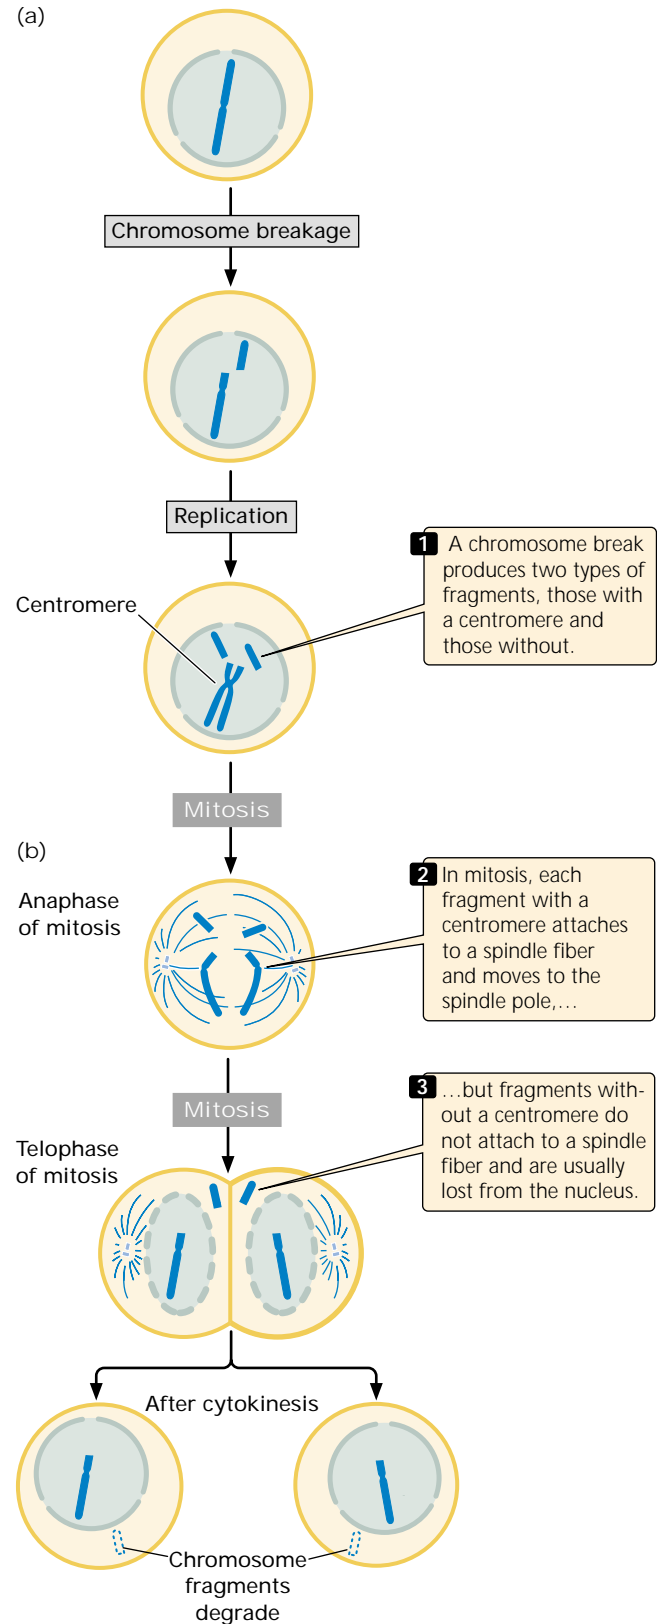 (a)
Chromosome breakage
Replication
1 A chromosome break
produces two types of
fragments, those with
a centromere and
those without.
Centromere
Mitosis
(b)
Anaphase
of mitosis
2 In mitosis, each
fragment with a
centromere attaches
to a spindle fiber
and moves to the
spindle pole,…
Mitosis
3 …but fragments with-
out a centromere do
not attach to a spindle
fiber and are usually
lost from the nucleus.
Telophase
of mitosis
After cytokinesis
Chromosome
fragments
degrade